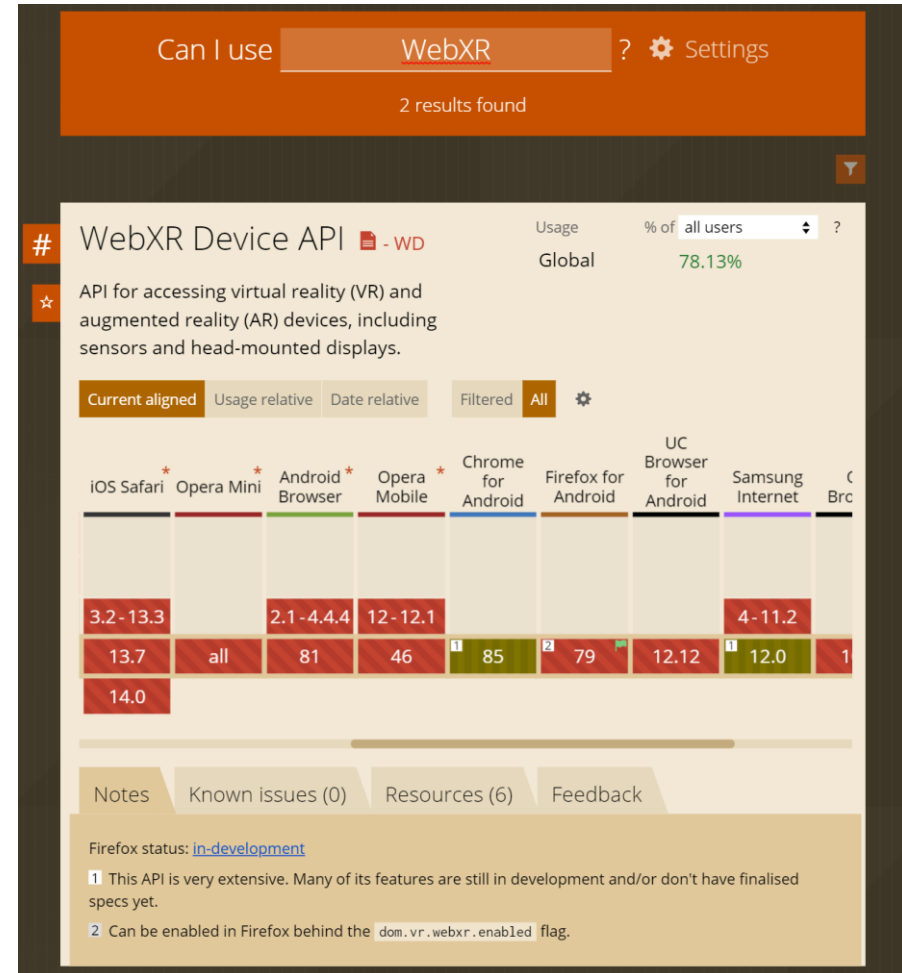 Can I use WebXR ? Settings
2 results found
#
WebXR Device API - WD
Usage % of all users ?
Global 78.13%
API for accessing virtual reality (VR) and
augmented reality (AR) devices, including
sensors and head-mounted displays.
Current aligned Usage relative Date relative Filtered All
iOS Safari * Opera Mini * Android Browser * Opera Mobile * Chrome for Android Firefox for Android UC Browser for Android Samsung Internet
3.2-13.3 2.1-4.4.4 12-12.1 4-11.2
13.7 all 81 46 1 85 2 79 12.12 1 12.0
14.0
Notes Known issues (0) Resources (6) Feedback
Firefox status: in-development
1 This API is very extensive. Many of its features are still in development and/or don't have finalised
specs yet.
2 Can be enabled in Firefox behind the dom.vr.webxr.enabled flag.